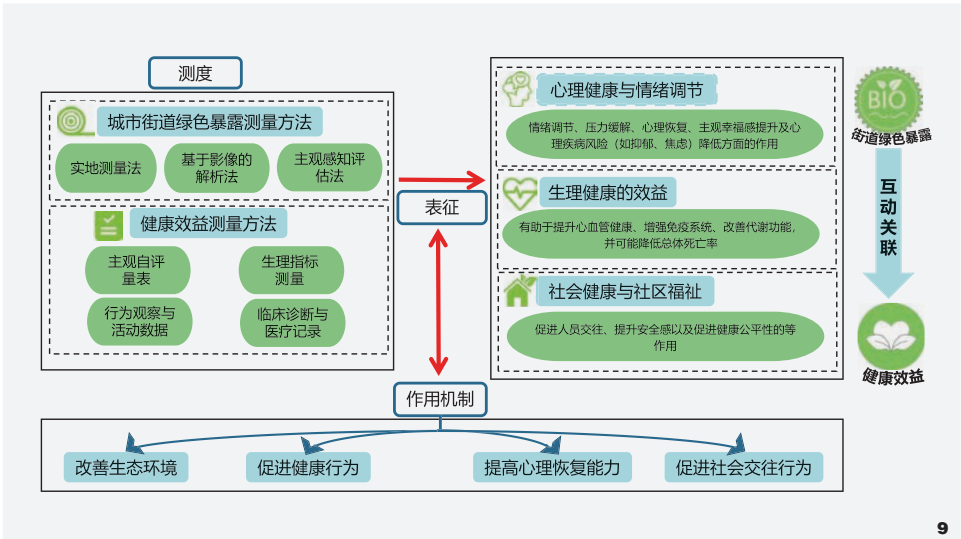 测度
城市街道绿色暴露测量方法
实地测量法
基于影像的
解析法
主观感知评
估法
健康效益测量方法
主观自评
量表
生理指标
测量
行为观察与
活动数据
临床诊断与
医疗记录
表征
心理健康与情绪调节
情绪调节、压力缓解、心理恢复、主观幸福感提升及心
理疾病风险（如抑郁、焦虑）降低方面的作用
生理健康的效益
有助于提升心血管健康、增强免疫系统、改善代谢功能，
并可能降低总体死亡率
社会健康与社区福祉
促进人员交往、提升安全感以及促进健康公平性的等
作用
BIO
街道绿色暴露
互
动
关
联
健康效益
作用机制
改善生态环境
促进健康行为
提高心理恢复能力
促进社会交往行为
9